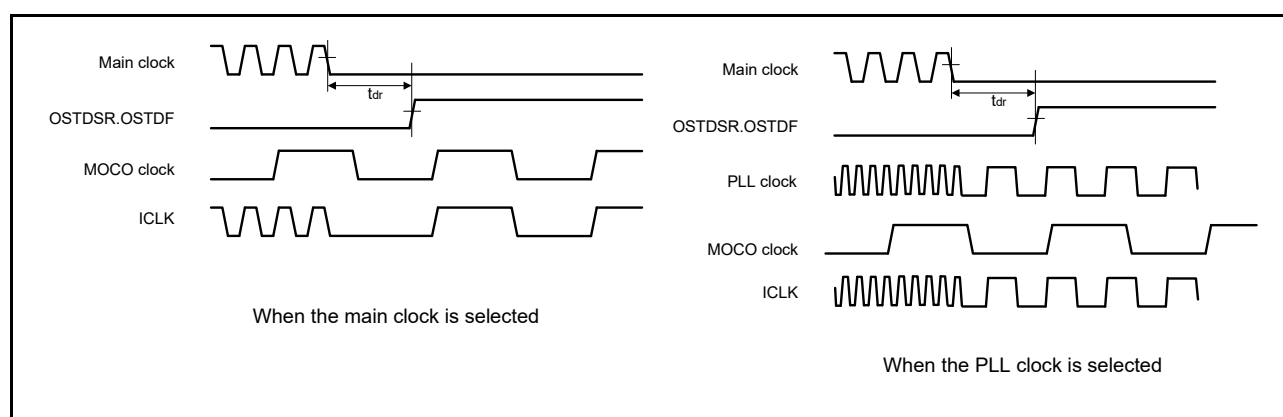 Main clock
tdr
OSTDSR.OSTDF
MOCO clock
ICLK
When the main clock is selected
Main clock
tdr
OSTDSR.OSTDF
PLL clock
MOCO clock
ICLK
When the PLL clock is selected